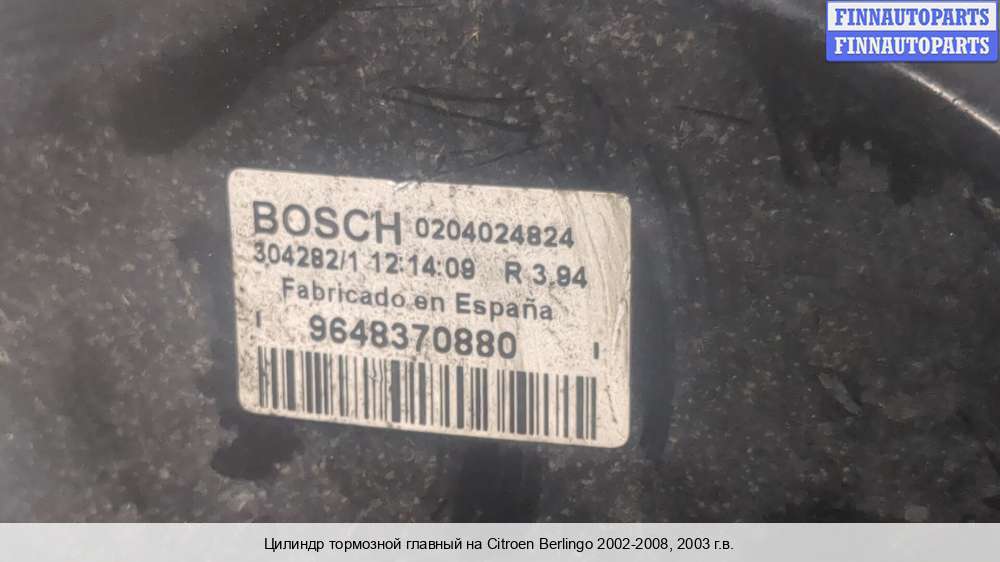 FINNAUTOPARTS
FINNAUTOPARTS
BOSCH 0204024824
304282/1 12:14:09 R 3.94
Fabricado en España
9648370880
Цилиндр тормозной главный на Citroen Berlingo 2002-2008, 2003 г.в.